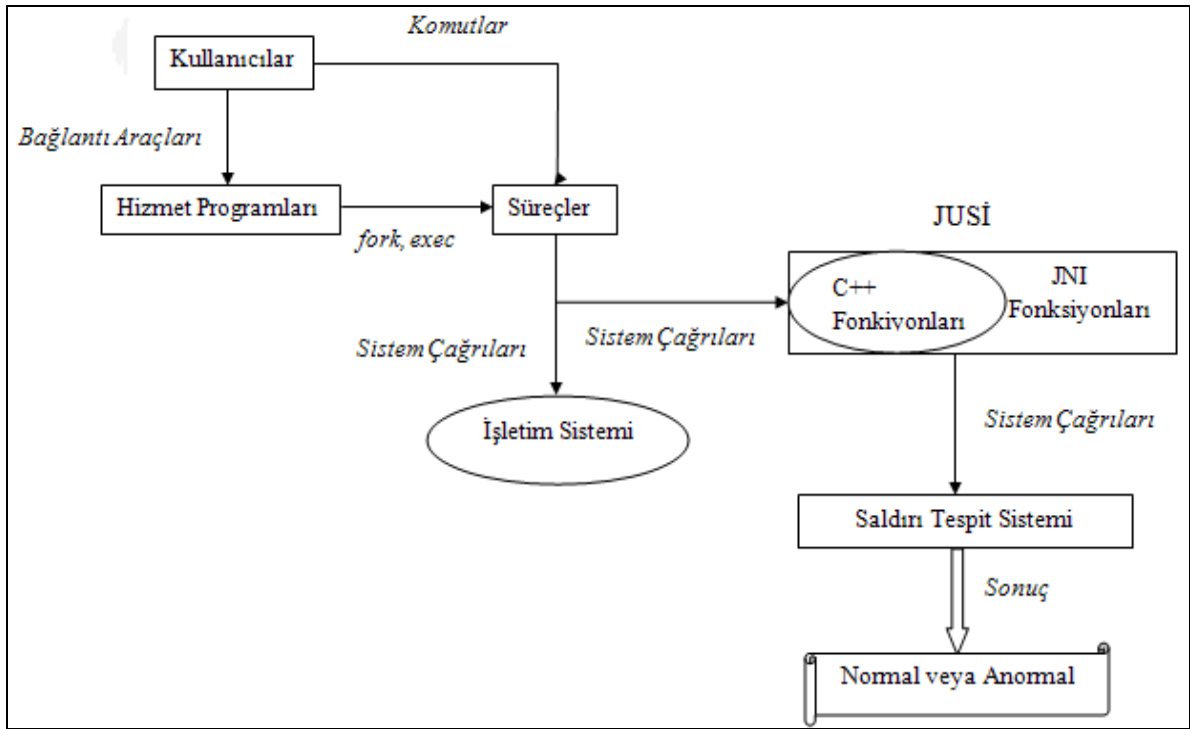 Komutlar
Kullanıcılar
Bağlantı Araçları
Hizmet Programları
Süreçler
fork, exec
JUSİ
C++
Fonkiyonları
JNI
Fonksiyonları
Sistem Çağrıları
Sistem Çağrıları
İşletim Sistemi
Sistem Çağrıları
Saldırı Tespit Sistemi
Sonuç
Normal veya Anormal